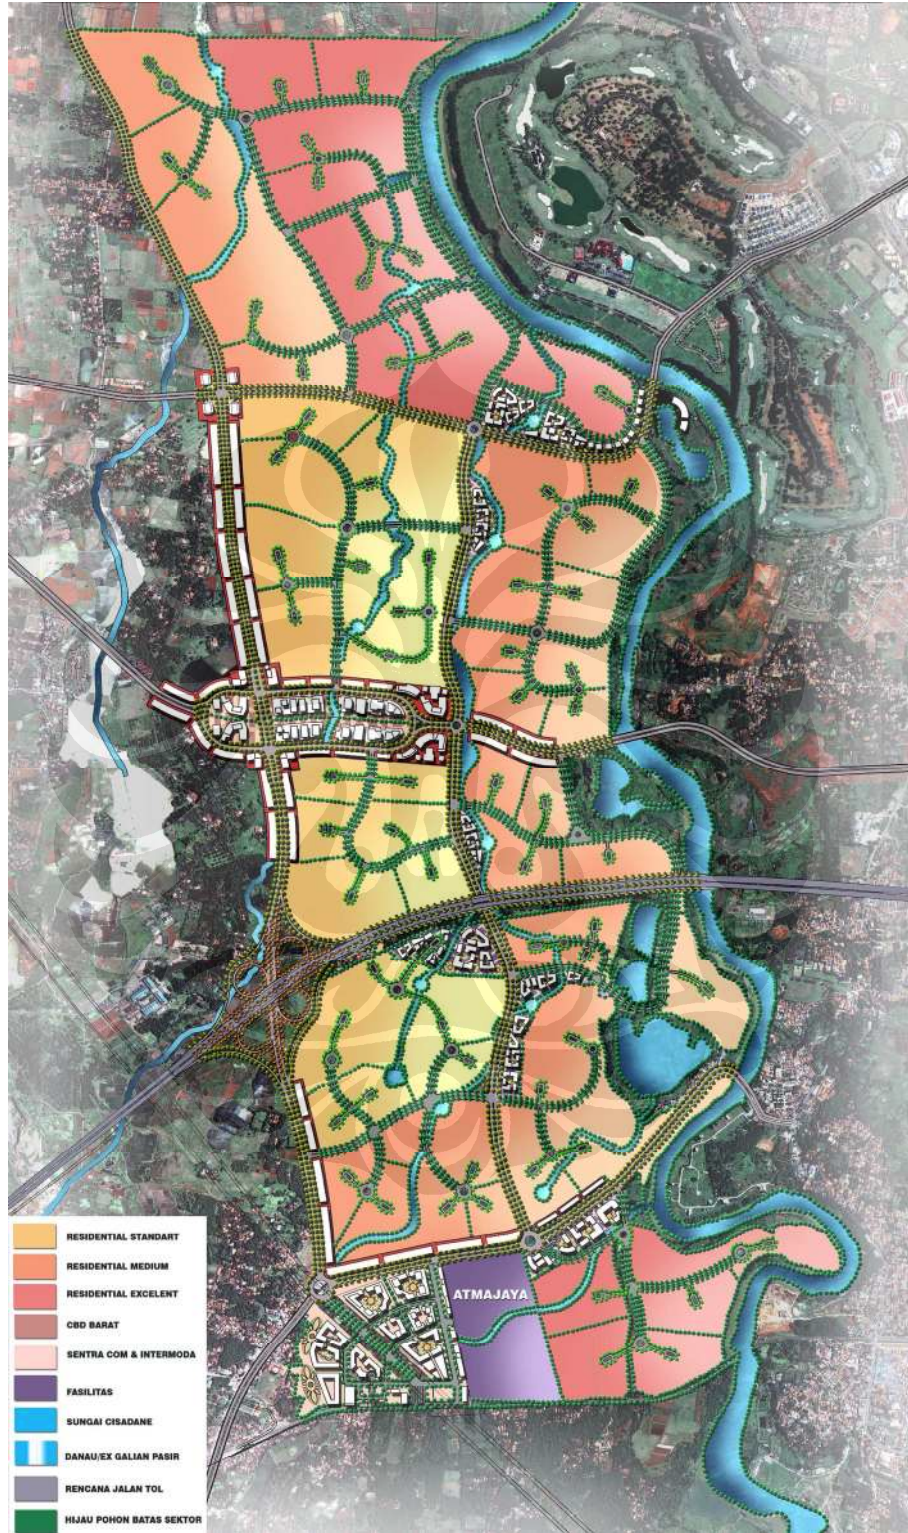 ATMAJAYA
RESIDENTIAL STANDART
RESIDENTIAL MEDIUM
RESIDENTIAL EXCELENT
CBD BARAT
SENTRA COM & INTERMODA
FASILITAS
SUNGAI CISADANE
DANAU/EX GALIAN PASIR
RENCANA JALAN TOL
HIJAU POHON BATAS SEKTOR